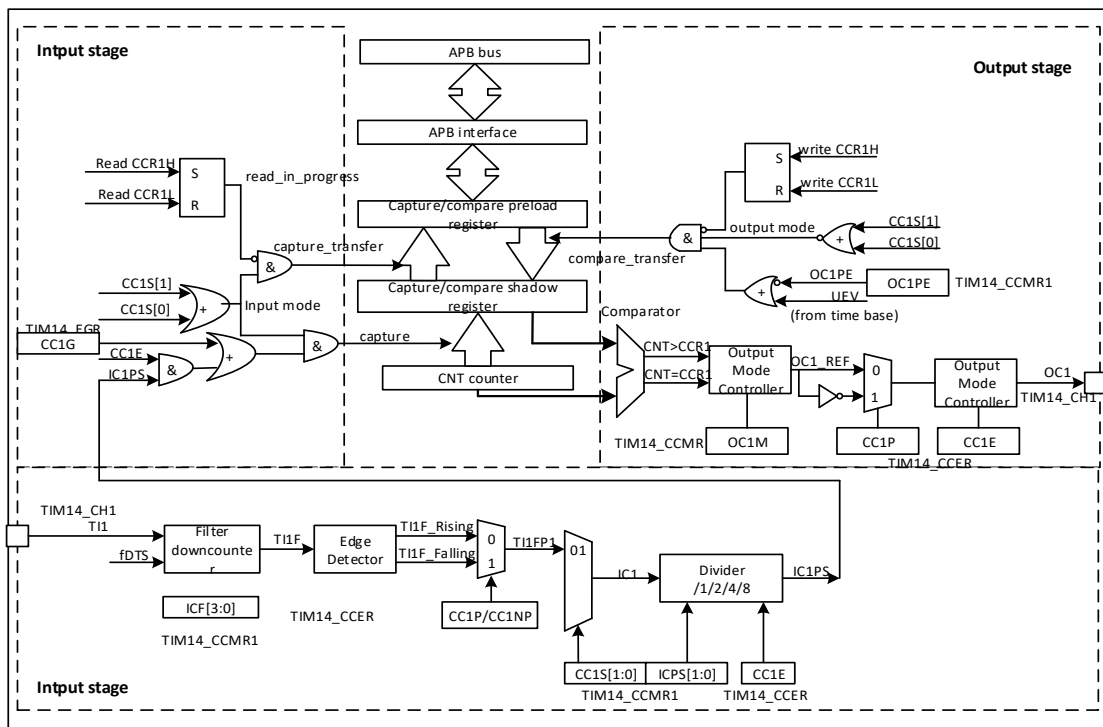 Intput stage
APB bus
Output stage
APB interface
Read CCR1H
S
R
Read CCR1L
read_in_progress
S
R
write CCR1H
write CCR1L
Capture/compare preload
register
capture_transfer
&
output mode
&
+
CC1S[1]
CC1S[0]
compare_transfer
CC1S[1]
CC1S[0]
+
Input mode
Capture/compare shadow
register
+
OC1PE
OC1PE
TIM14_CCMR1
UEV
(from time base)
TIM14_EGR
CC1G
CC1E
IC1PS
&
+
&
capture
CNT counter
Comparator
CNT>CCR1
CNT=CCR1
Output
Mode
Controller
OC1_REF
0
1
Output
Mode
Controller
OC1
TIM14_CH1
TIM14_CCMR
OC1M
CC1P
CC1E
TIM14_CCER
TIM14_CH1
TI1
fDTS
Filter
downcounte
r
TI1F
Edge
Detector
TI1F_Rising
TI1F_Falling
0
1
TI1FP1
01
IC1
Divider
/1/2/4/8
IC1PS
ICF[3:0]
TIM14_CCER
CC1P/CC1NP
TIM14_CCMR1
CC1S[1:0]
ICPS[1:0]
CC1E
TIM14_CCMR1
TIM14_CCER
Intput stage